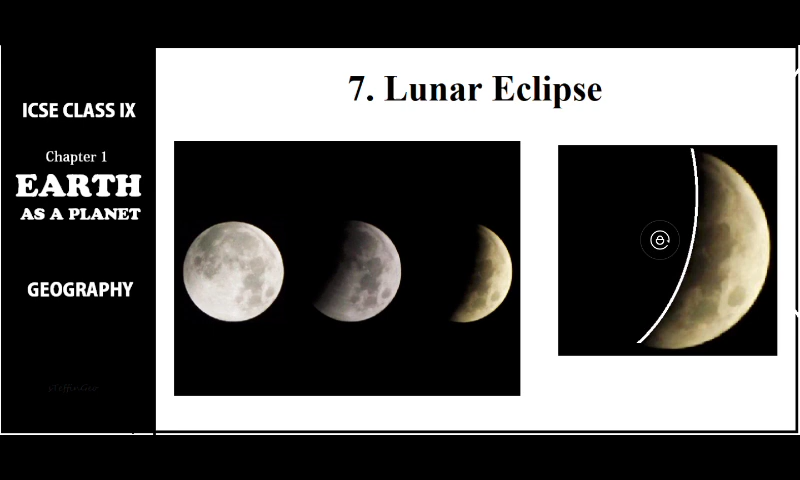 7. Lunar Eclipse
ICSE CLASS IX
Chapter 1
EARTH
AS A PLANET
GEOGRAPHY